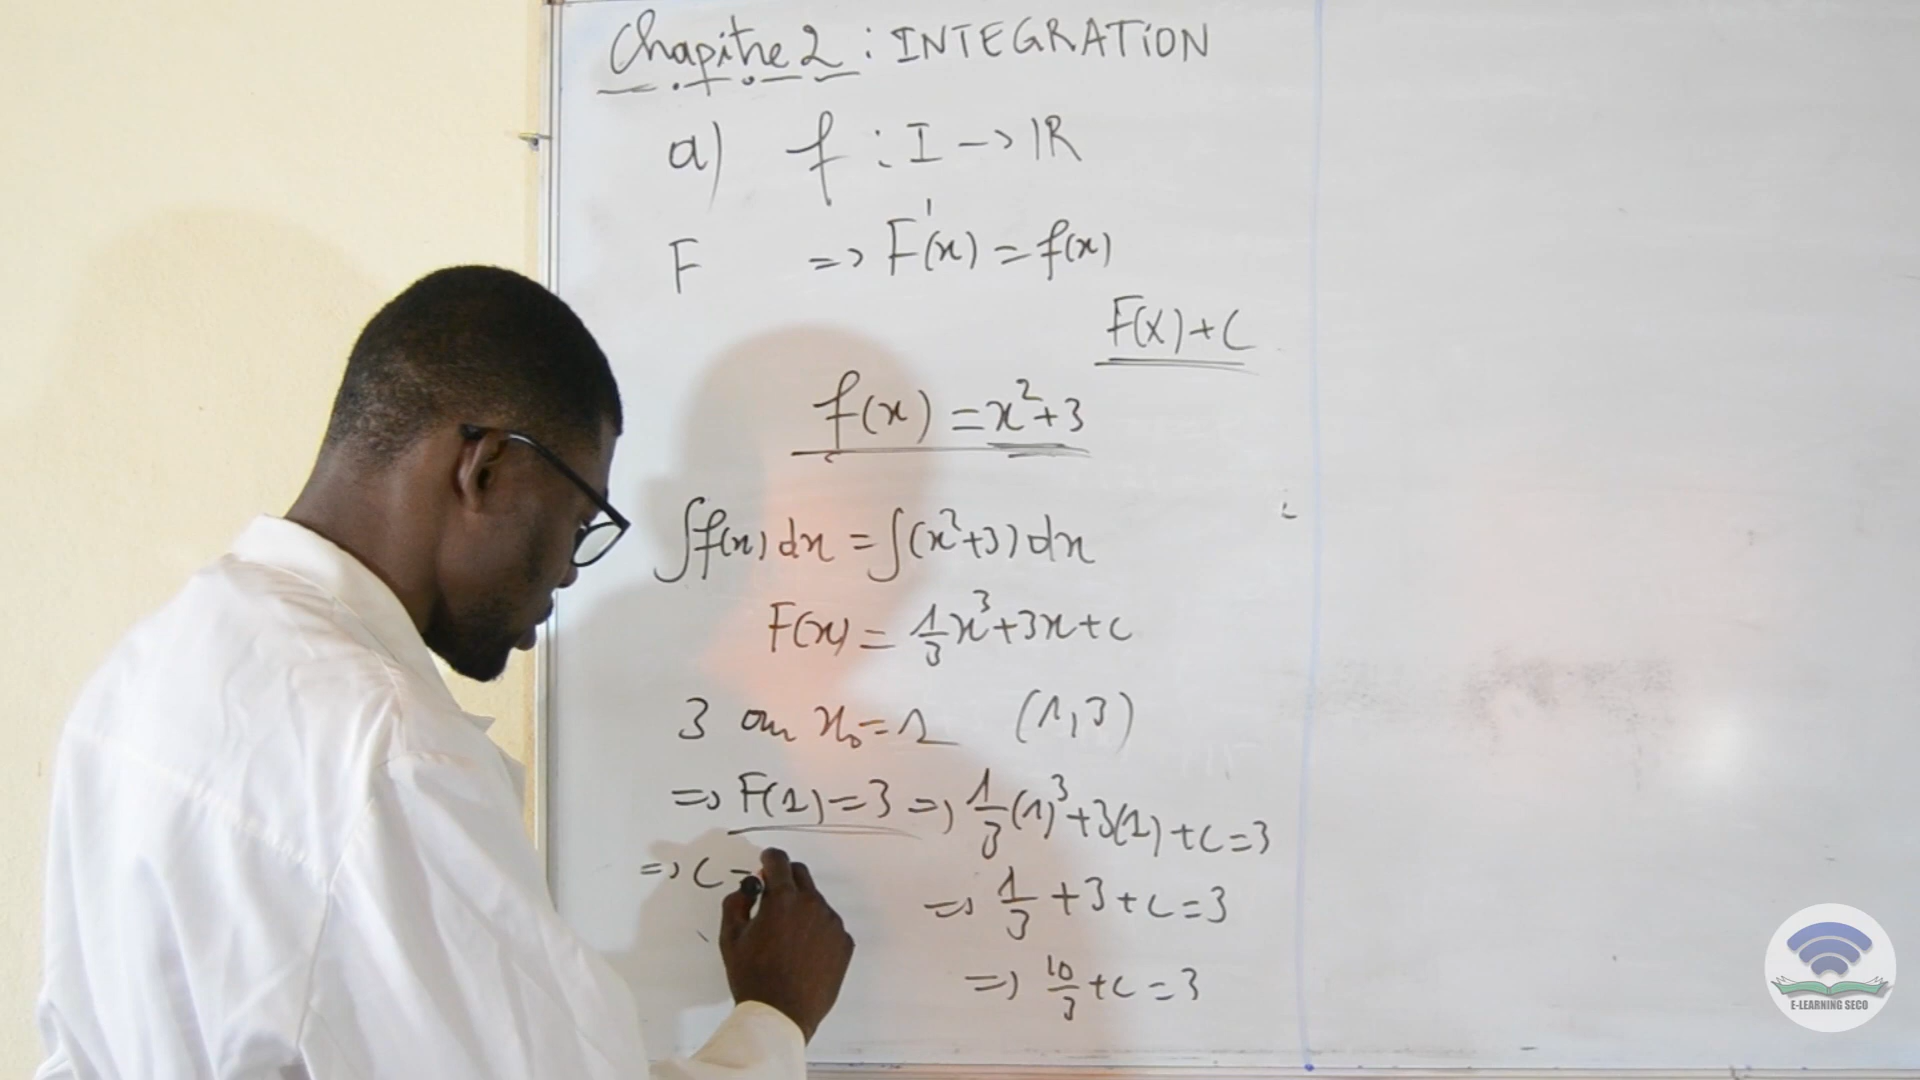 Chapitre 2 : INTEGRATION
a) f : I -> IR
F => F'(x) = f(x)
F(x) + C
f(x) = x² + 3
∫f(x) dx = ∫(x² + 3) dx
F(x) = 1/3 x³ + 3x + c
3 en x₀ = 1 (1, 3)
=> F(1) = 3 => 1/3 (1)³ + 3(1) + c = 3
=> c =
=> 1/3 + 3 + c = 3
=> 10/3 + c = 3
E-LEARNING SECO